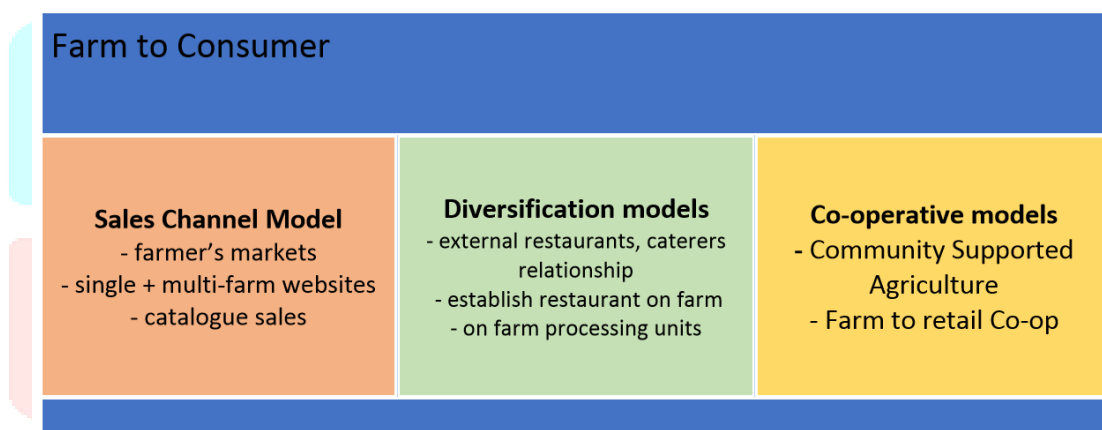 Farm to Consumer
Sales Channel Model
- farmer’s markets
- single + multi-farm websites
- catalogue sales
Diversification models
- external restaurants, caterers
relationship
- establish restaurant on farm
- on farm processing units
Co-operative models
- Community Supported
Agriculture
- Farm to retail Co-op